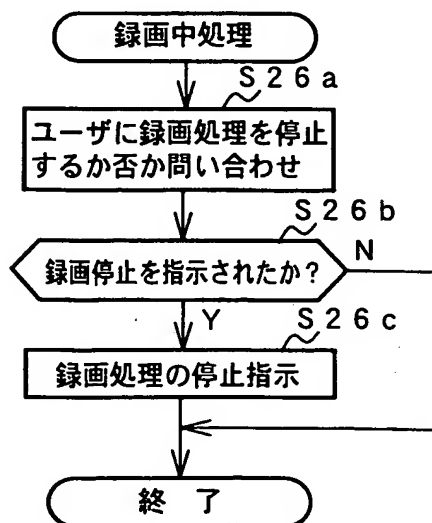 録画中処理
S26a
ユーザに録画処理を停止
するか否か問い合わせ
S26b
録画停止を指示されたか?
N
Y
S26c
録画処理の停止指示
終 了